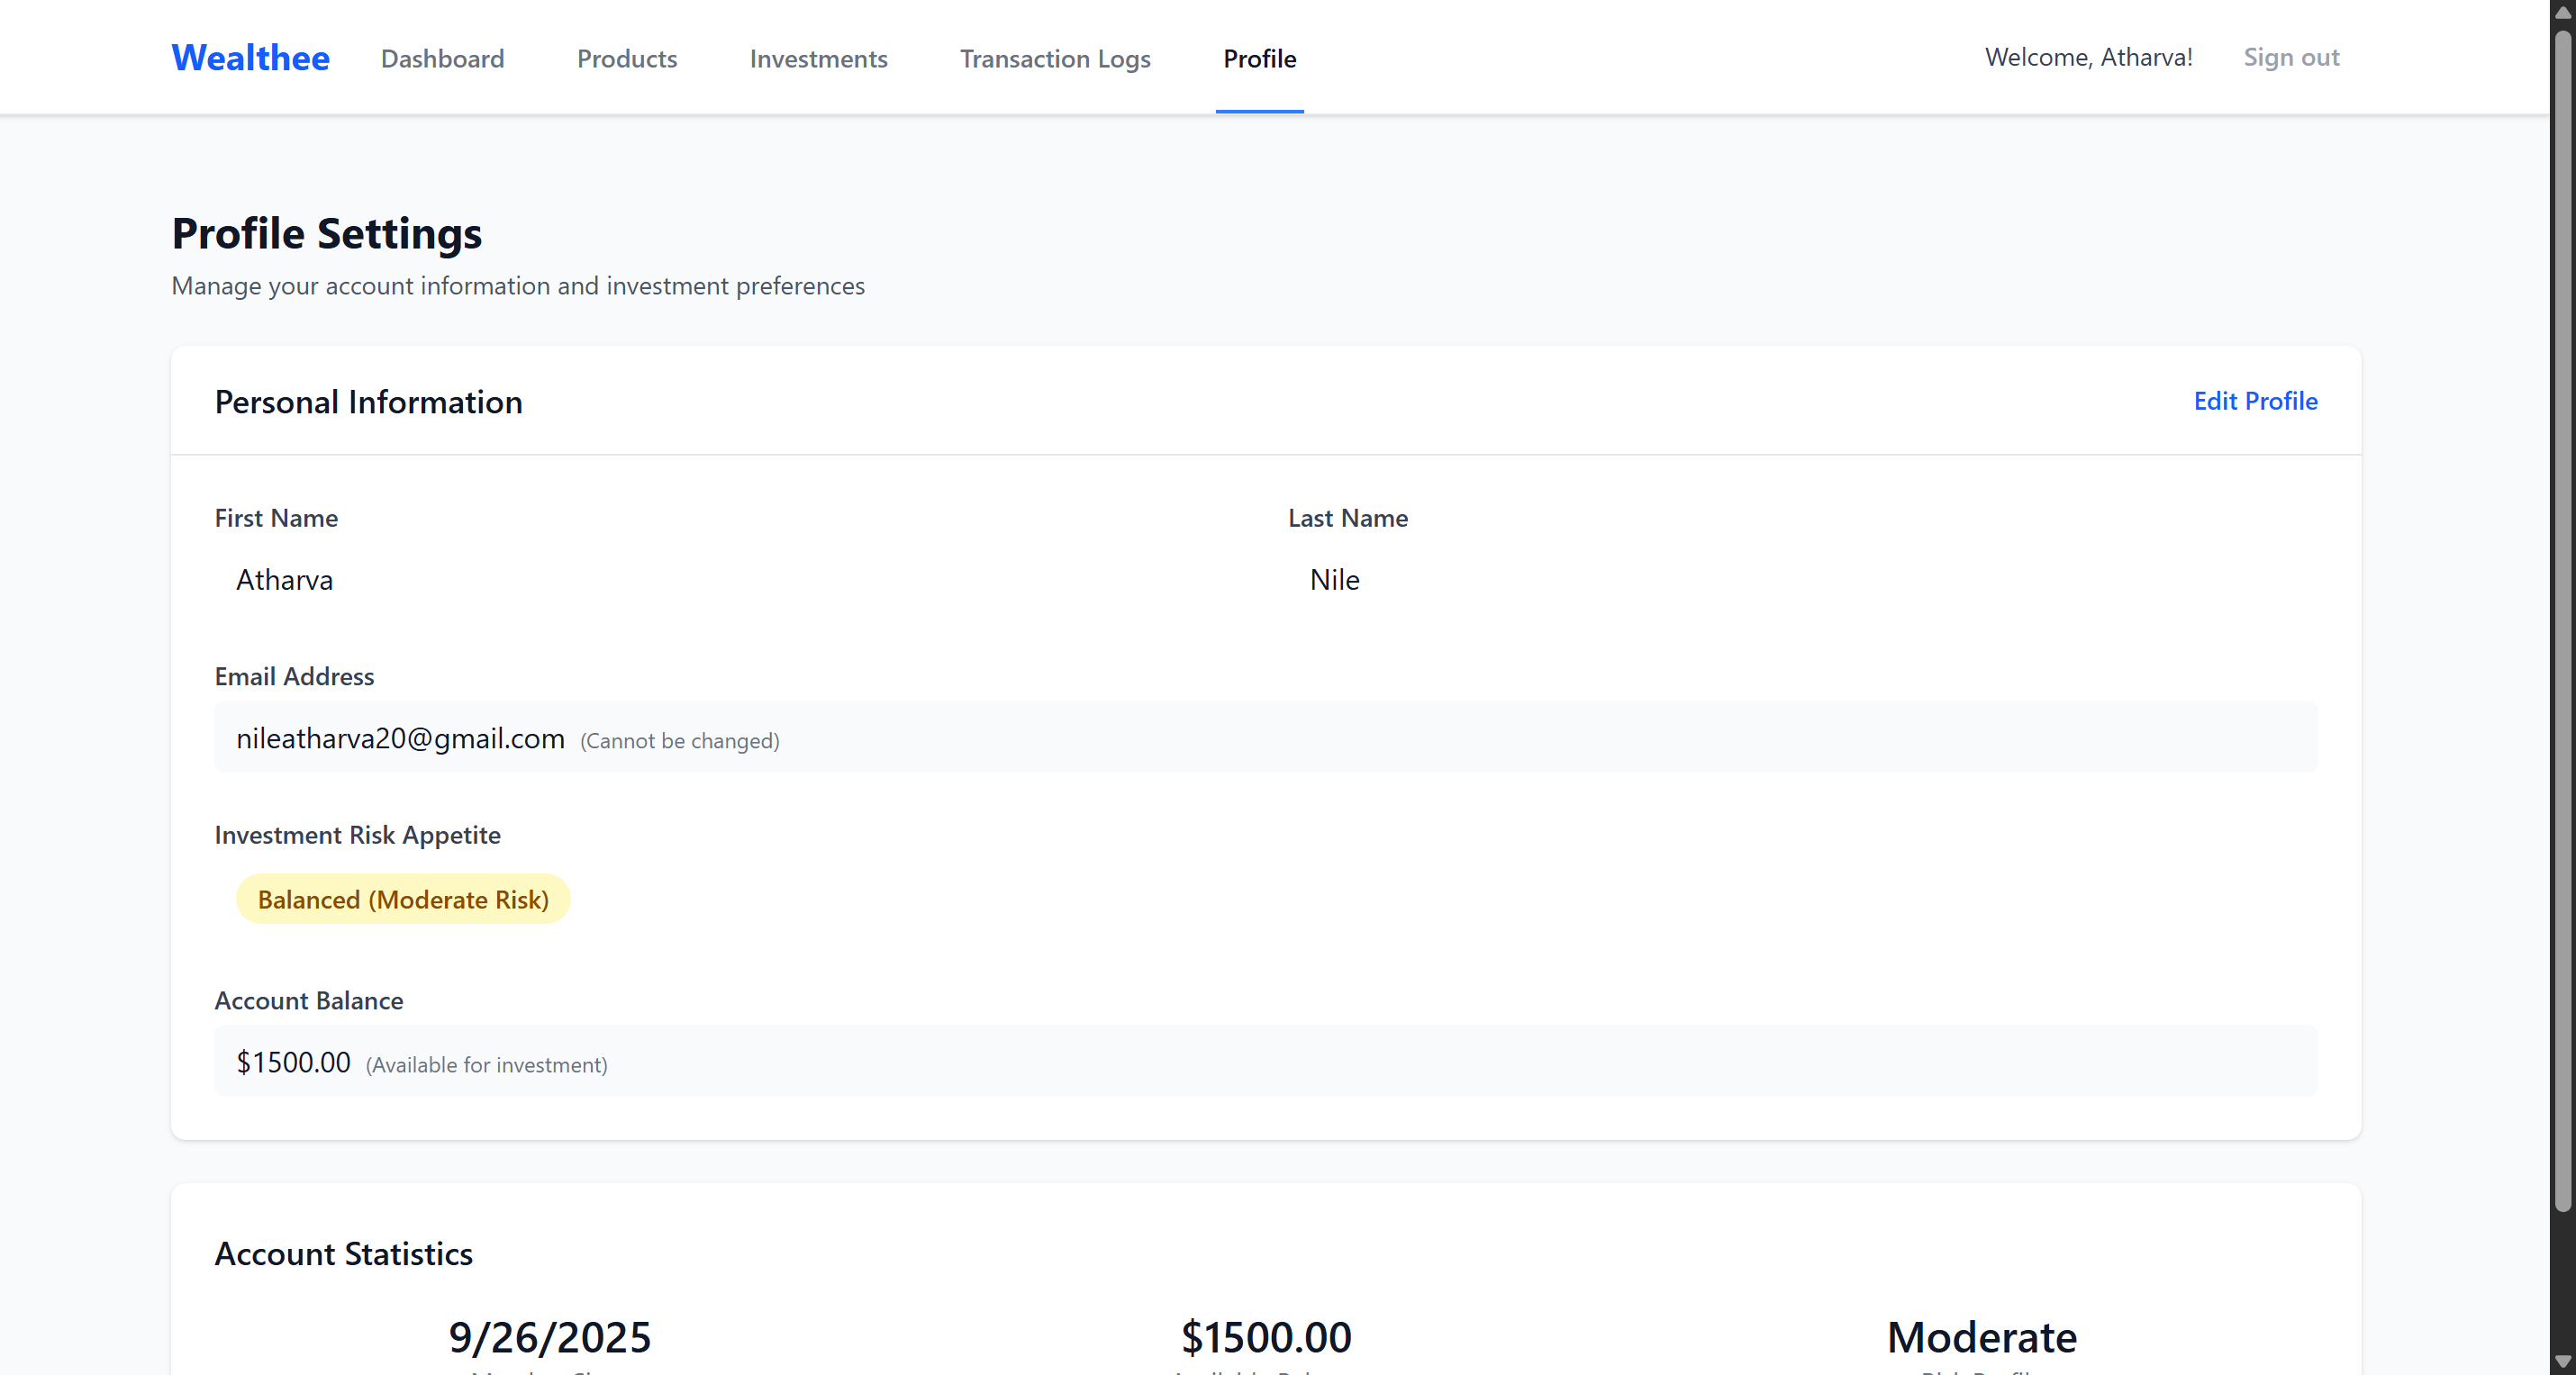 Wealthee Dashboard Products Investments Transaction Logs Profile Welcome, Atharva! Sign out
Profile Settings
Manage your account information and investment preferences
Personal Information Edit Profile
First Name Last Name
Atharva Nile
Email Address
nileatharva20@gmail.com (Cannot be changed)
Investment Risk Appetite
Balanced (Moderate Risk)
Account Balance
$1500.00 (Available for investment)
Account Statistics
9/26/2025 $1500.00 Moderate